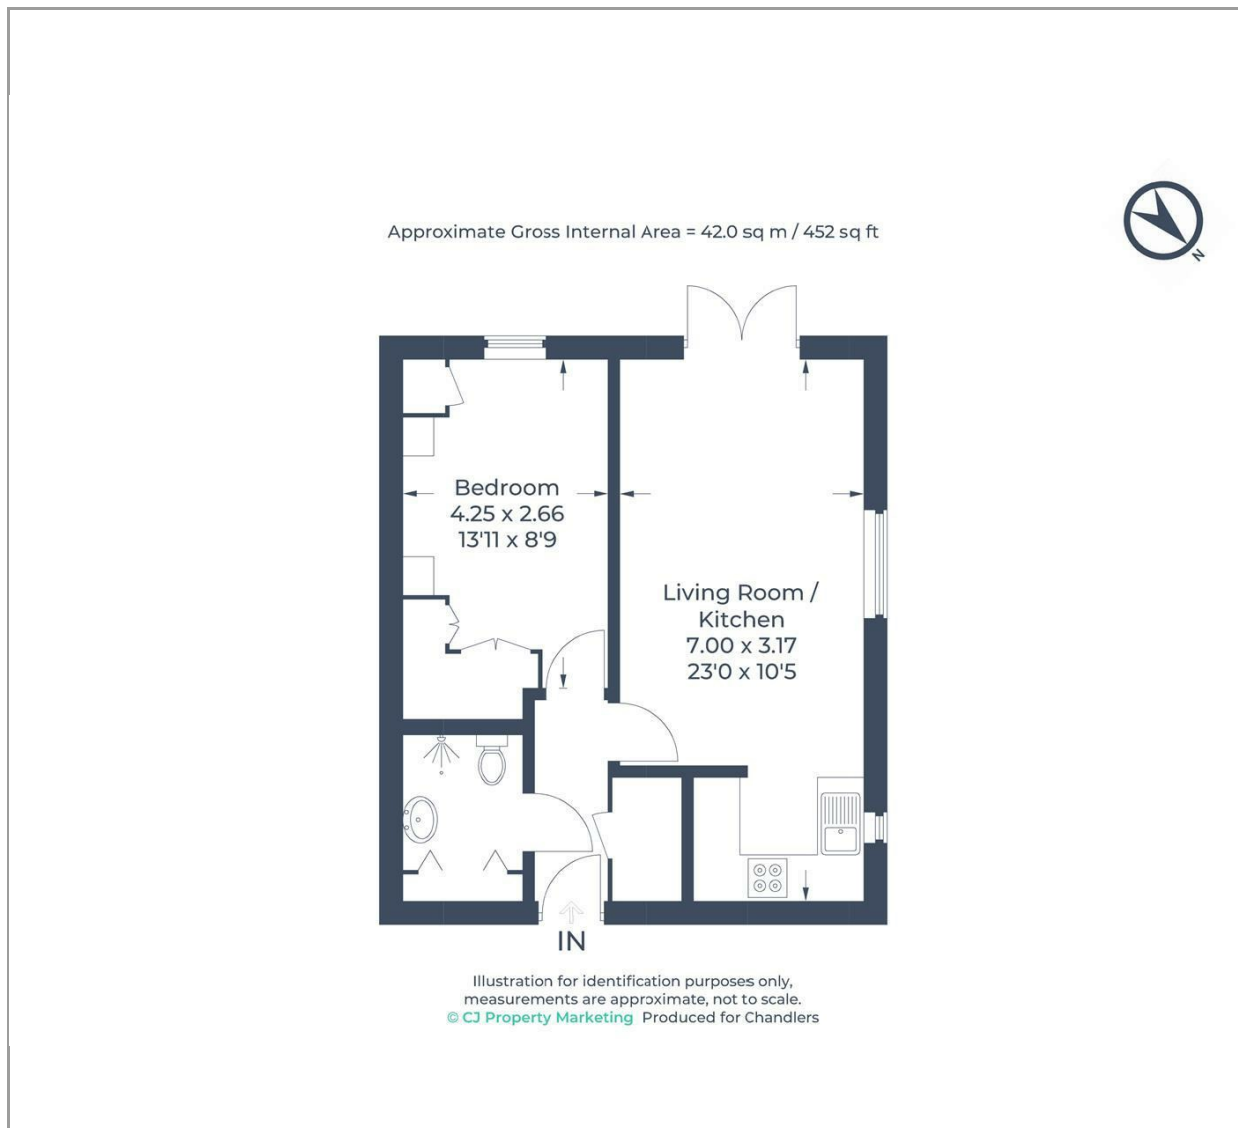 Approximate Gross Internal Area = 42.0 sq m / 452 sq ft
N
Bedroom
4.25 x 2.66
13'11 x 8'9
Living Room /
Kitchen
7.00 x 3.17
23'0 x 10'5
IN
Illustration for identification purposes only,
measurements are approximate, not to scale.
© CJ Property Marketing Produced for Chandlers